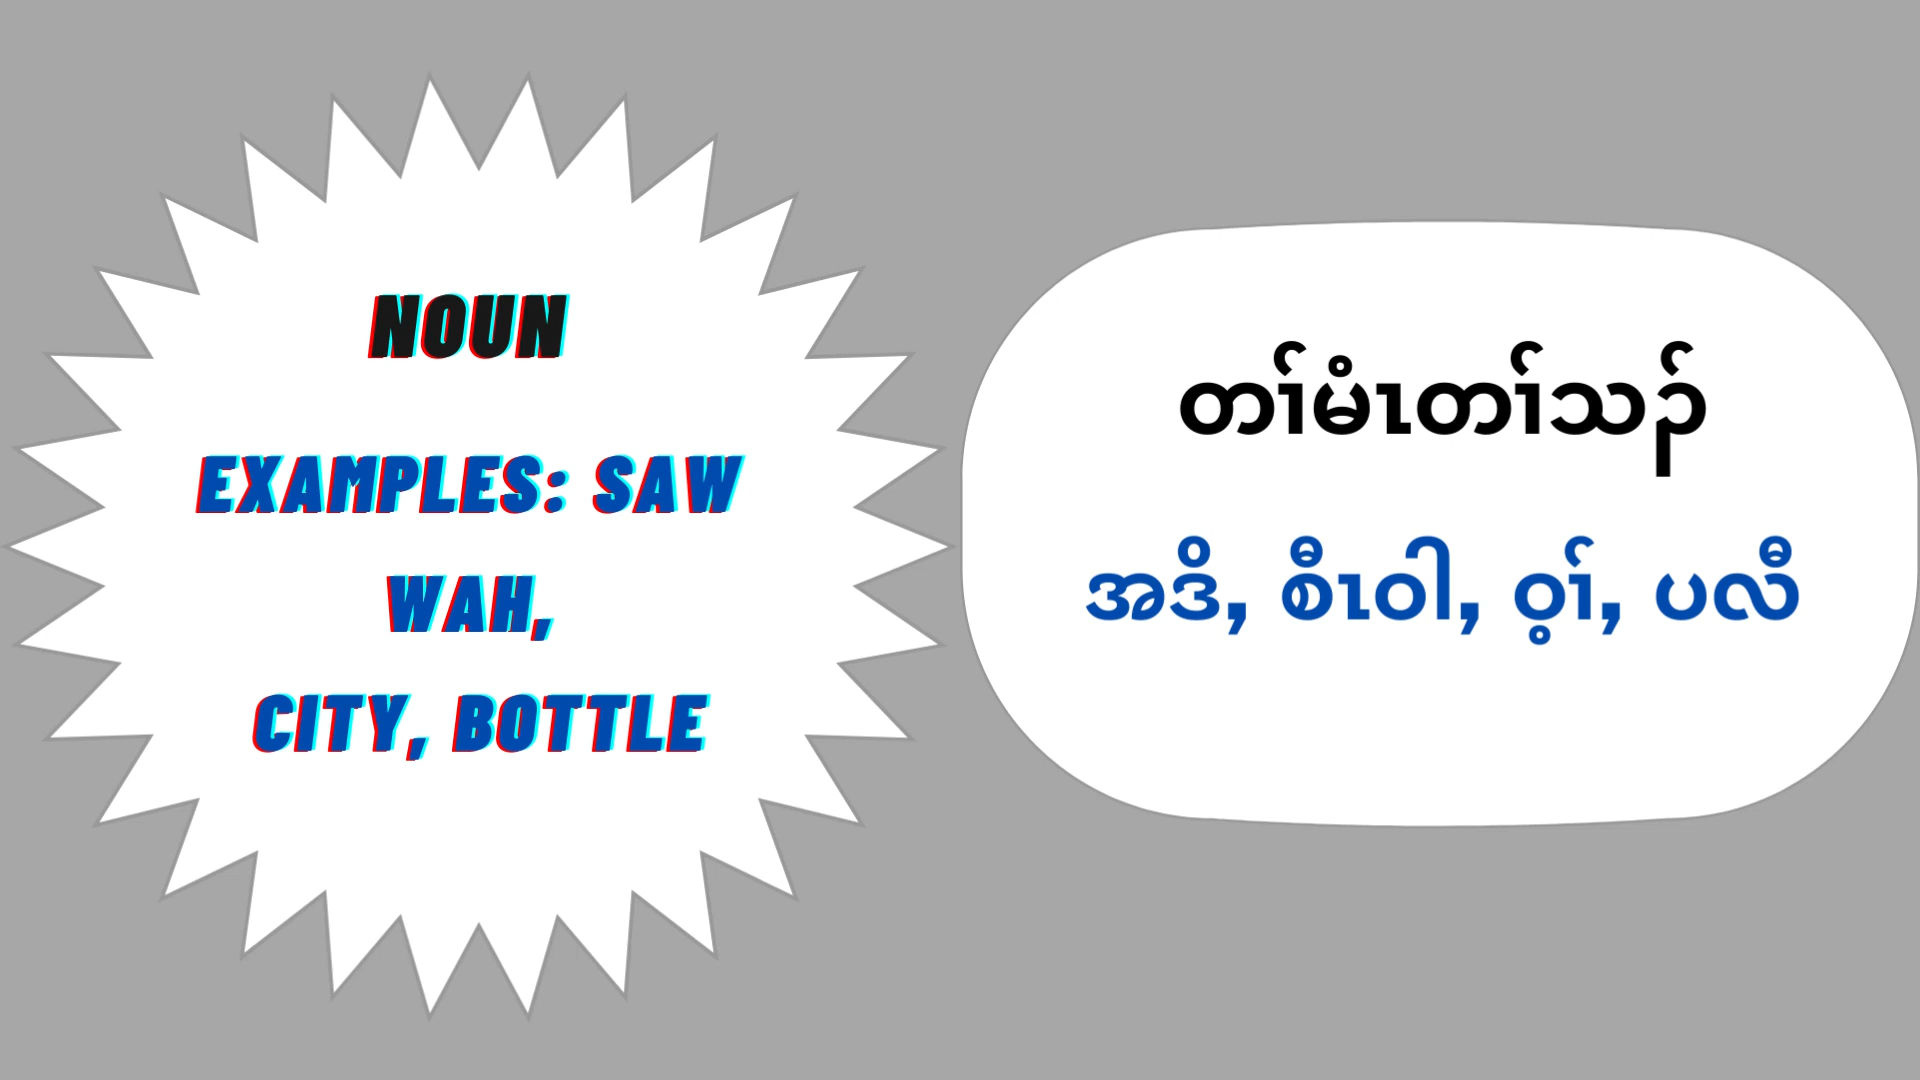 NOUN
EXAMPLES: SAW
WAH,
CITY, BOTTLE
တၢ်မံၤတၢ်သၣ်
အဒိ, စီၤဝါ, ဝ့ၢ်, ပလီ